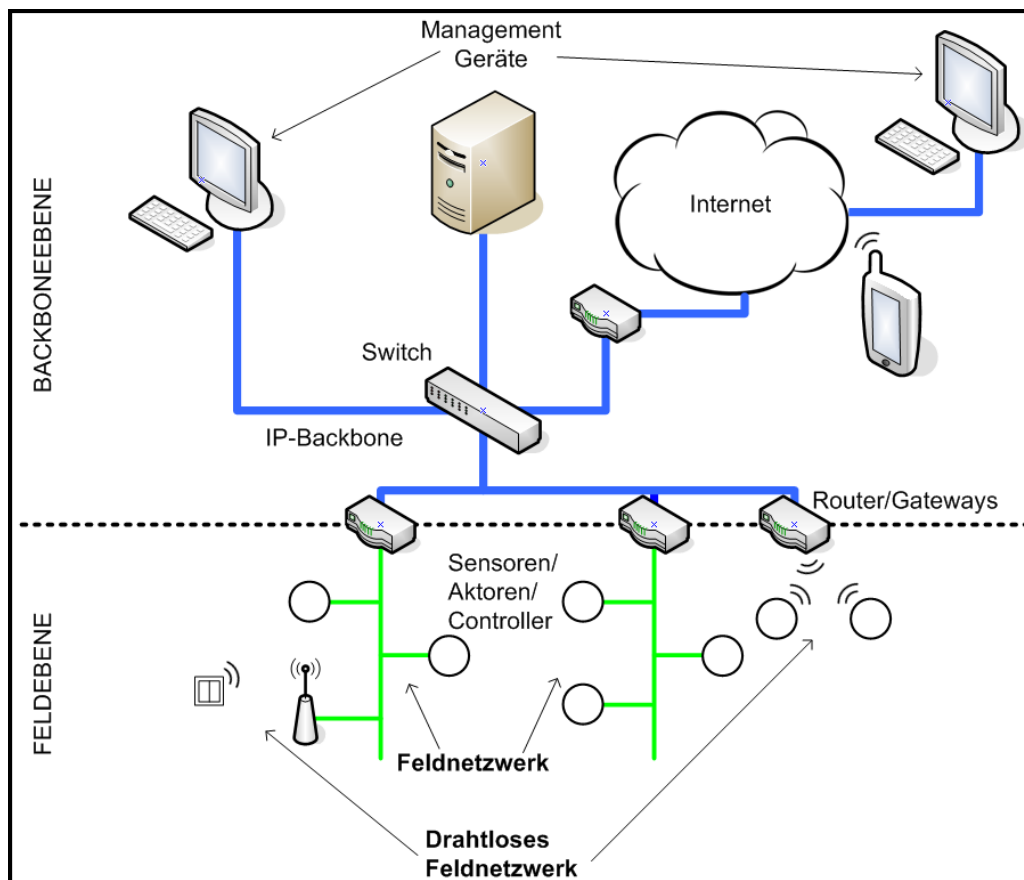 Management
Geräte
BACKBONEEBENE
Internet
Switch
IP-Backbone
Router/Gateways
Sensoren/
Aktoren/
Controller
FELDEBENE
Feldnetzwerk
Drahtloses
Feldnetzwerk